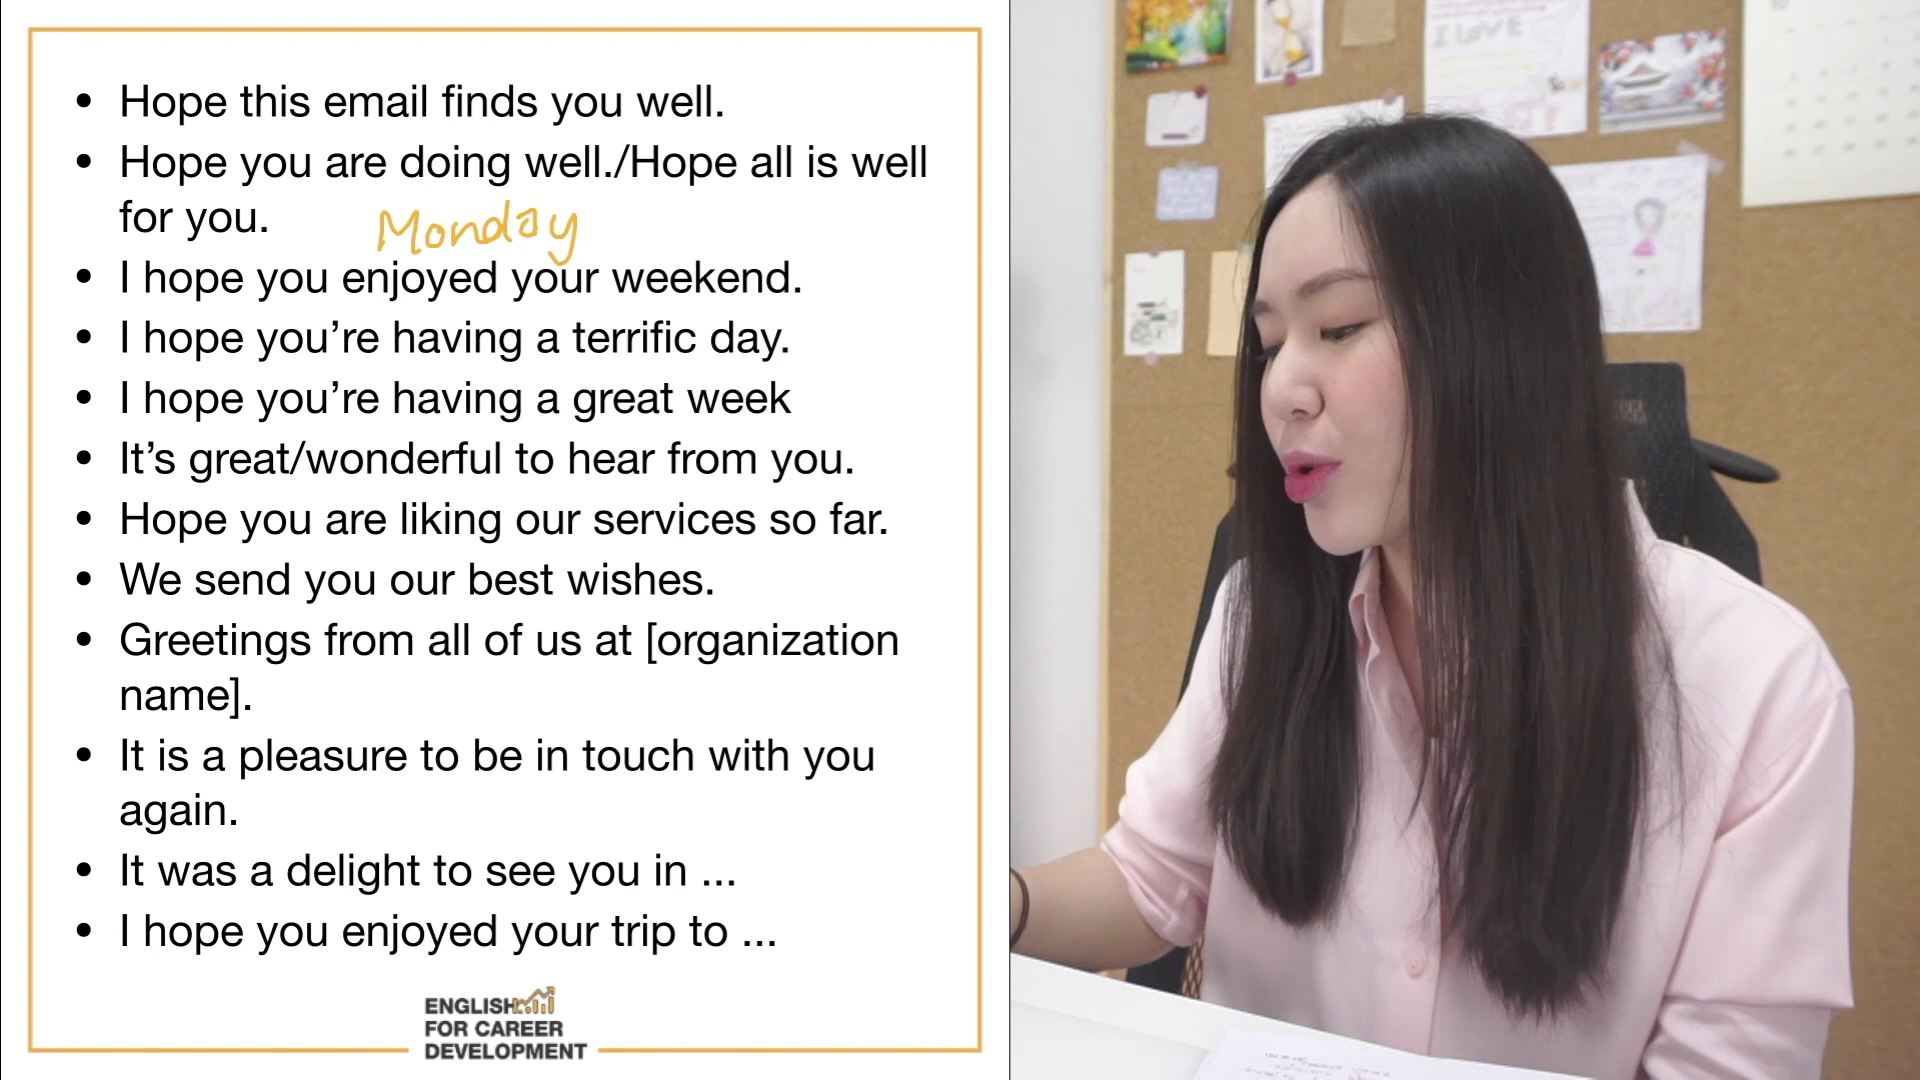 • Hope this email finds you well.
• Hope you are doing well./Hope all is well
for you.
Monday
• I hope you enjoyed your weekend.
• I hope you’re having a terrific day.
• I hope you’re having a great week
• It’s great/wonderful to hear from you.
• Hope you are liking our services so far.
• We send you our best wishes.
• Greetings from all of us at [organization
name].
• It is a pleasure to be in touch with you
again.
• It was a delight to see you in ...
• I hope you enjoyed your trip to ...
ENGLISH
FOR CAREER
DEVELOPMENT
I LOVE